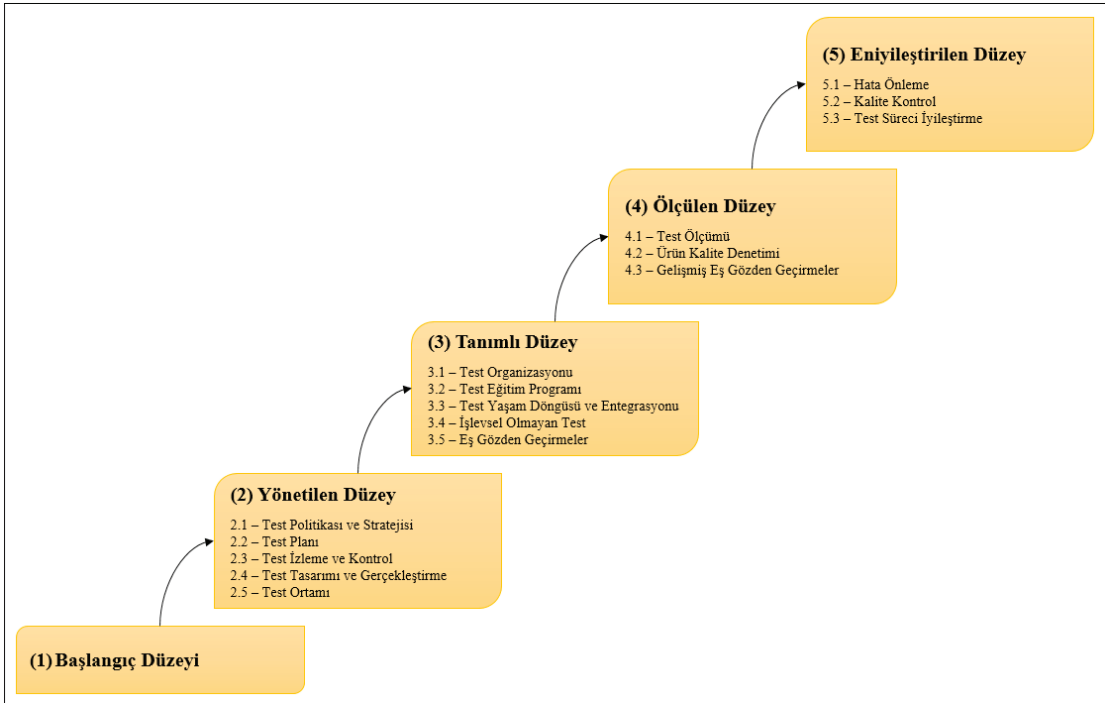 (5) Eniyileştirilen Düzey
5.1 – Hata Önleme
5.2 – Kalite Kontrol
5.3 – Test Süreci İyileştirme
(4) Ölçülen Düzey
4.1 – Test Ölçümü
4.2 – Ürün Kalite Denetimi
4.3 – Gelişmiş Eş Gözden Geçirmeler
(3) Tanımlı Düzey
3.1 – Test Organizasyonu
3.2 – Test Eğitim Programı
3.3 – Test Yaşam Döngüsü ve Entegrasyonu
3.4 – İşlevsel Olmayan Test
3.5 – Eş Gözden Geçirmeler
(2) Yönetilen Düzey
2.1 – Test Politikası ve Stratejisi
2.2 – Test Planı
2.3 – Test İzleme ve Kontrol
2.4 – Test Tasarımı ve Gerçekleştirme
2.5 – Test Ortamı
(1) Başlangıç Düzeyi